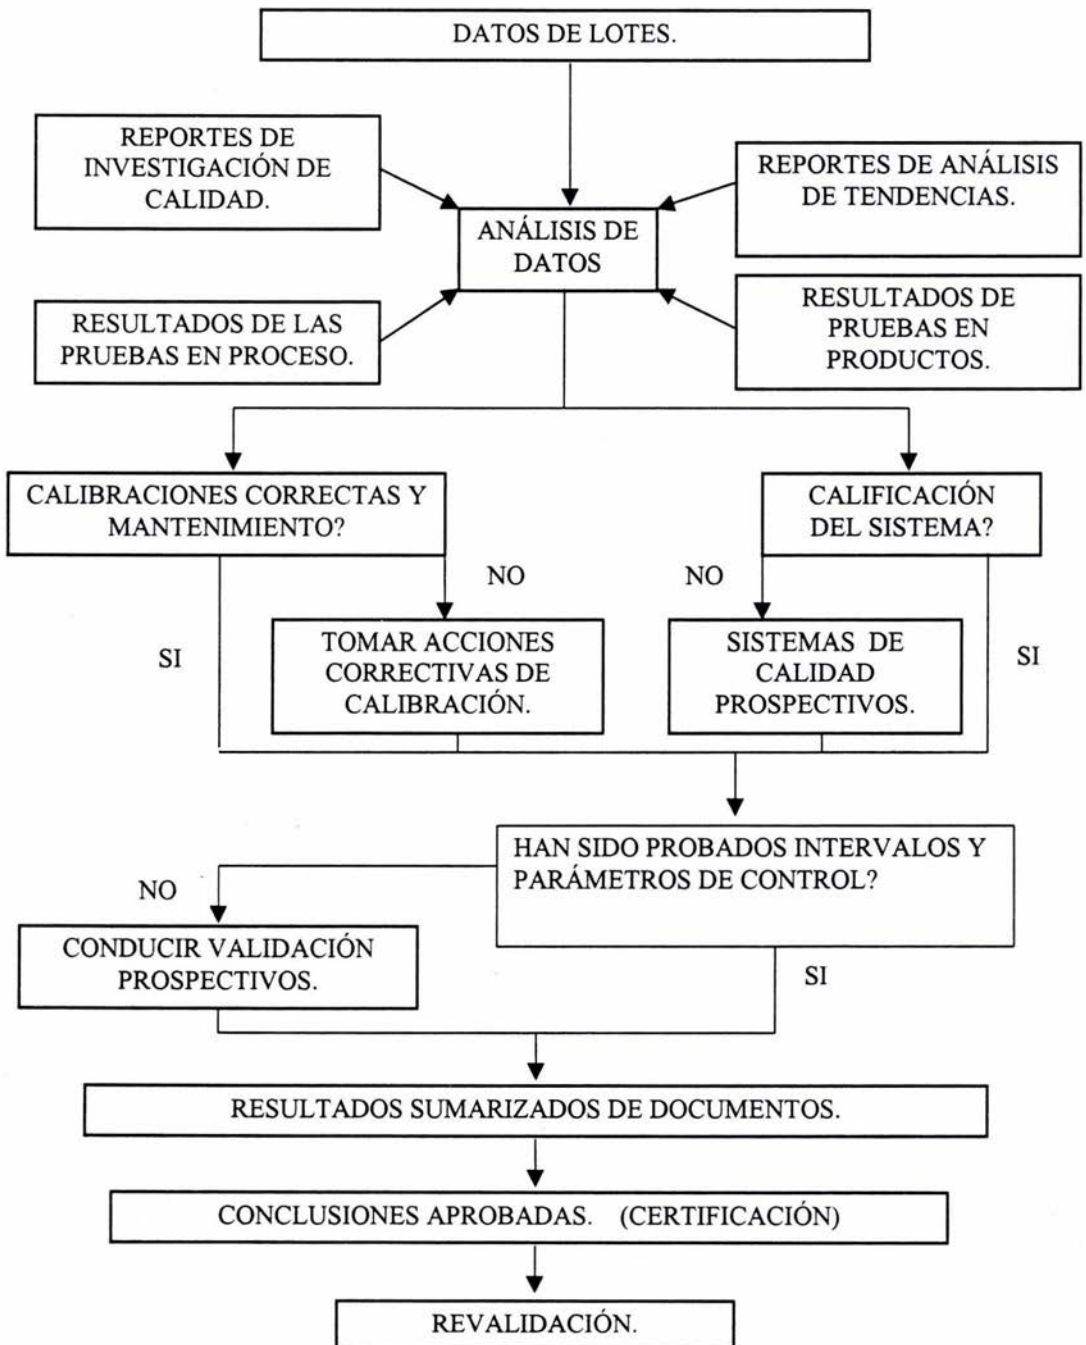 DATOS DE LOTES.
REPORTES DE
INVESTIGACIÓN DE
CALIDAD.
REPORTES DE ANÁLISIS
DE TENDENCIAS.
ANÁLISIS DE
DATOS
RESULTADOS DE LAS
PRUEBAS EN PROCESO.
RESULTADOS DE
PRUEBAS EN
PRODUCTOS.
CALIBRACIONES CORRECTAS Y
MANTENIMIENTO?
CALIFICACIÓN
DEL SISTEMA?
NO
NO
SI
TOMAR ACCIONES
CORRECTIVAS DE
CALIBRACIÓN.
SISTEMAS DE
CALIDAD
PROSPECTIVOS.
SI
HAN SIDO PROBADOS INTERVALOS Y
PARÁMETROS DE CONTROL?
NO
CONDUCIR VALIDACIÓN
PROSPECTIVOS.
SI
RESULTADOS SUMARIZADOS DE DOCUMENTOS.
CONCLUSIONES APROBADAS. (CERTIFICACIÓN)
REVALIDACIÓN.